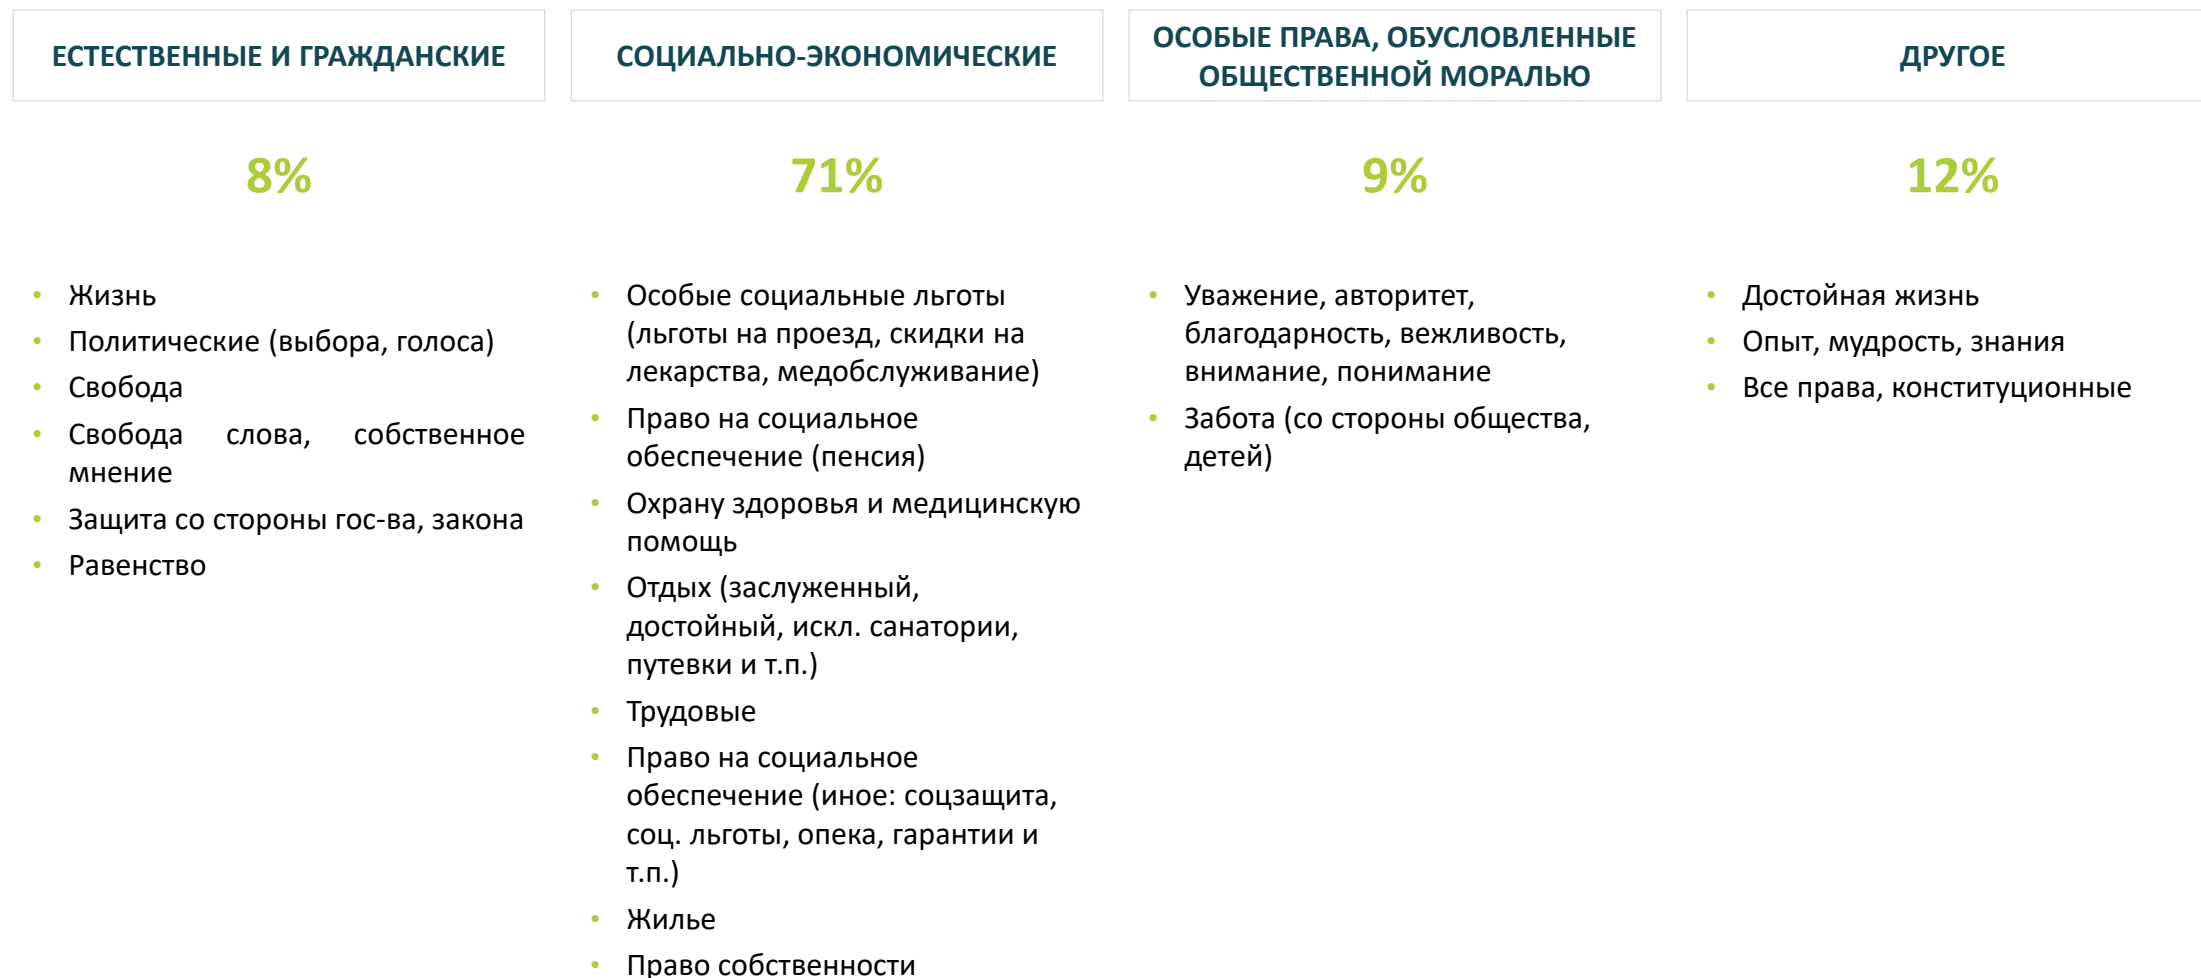 ЕСТЕСТВЕННЫЕ И ГРАЖДАНСКИЕ
8%
• Жизнь
• Политические (выбора, голоса)
• Свобода
• Свобода слова, собственное
мнение
• Защита со стороны гос-ва, закона
• Равенство
СОЦИАЛЬНО-ЭКОНОМИЧЕСКИЕ
71%
• Особые социальные льготы
(льготы на проезд, скидки на
лекарства, медобслуживание)
• Право на социальное
обеспечение (пенсия)
• Охрану здоровья и медицинскую
помощь
• Отдых (заслуженный,
достойный, искл. санатории,
путевки и т.п.)
• Трудовые
• Право на социальное
обеспечение (иное: соцзащита,
соц. льготы, опека, гарантии и
т.п.)
• Жилье
• Право собственности
ОСОБЫЕ ПРАВА, ОБУСЛОВЛЕННЫЕ
ОБЩЕСТВЕННОЙ МОРАЛЬЮ
9%
• Уважение, авторитет,
благодарность, вежливость,
внимание, понимание
• Забота (со стороны общества,
детей)
ДРУГОЕ
12%
• Достойная жизнь
• Опыт, мудрость, знания
• Все права, конституционные